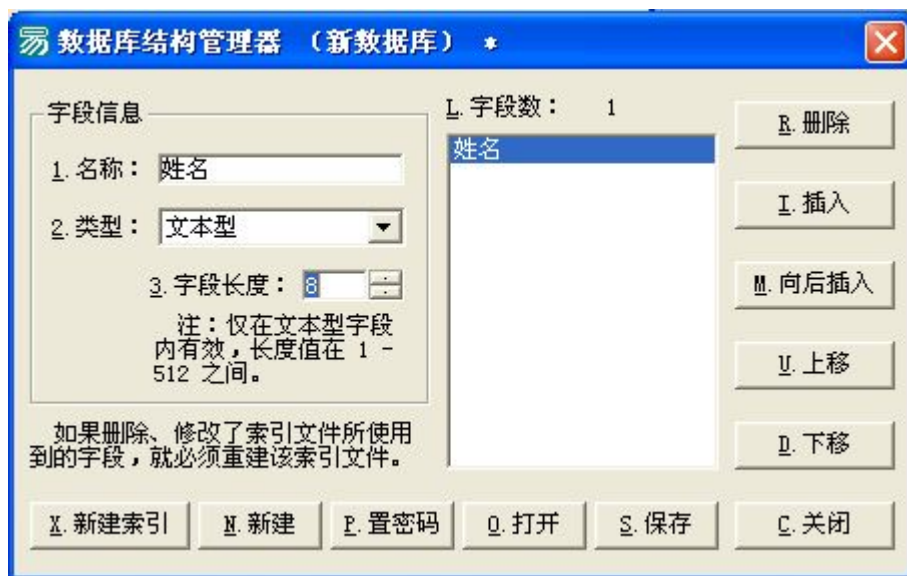 易 数据库结构管理器 （新数据库） *
字段信息
1.名称： 姓名
2.类型： 文本型
3.字段长度： 8
注：仅在文本型字段
内有效，长度值在 1 -
512 之间。
如果删除、修改了索引文件所使用
到的字段，就必须重建该索引文件。
L.字段数： 1
姓名
R.删除
I.插入
M.向后插入
U.上移
D.下移
X.新建索引
N.新建
P.置密码
O.打开
S.保存
C.关闭